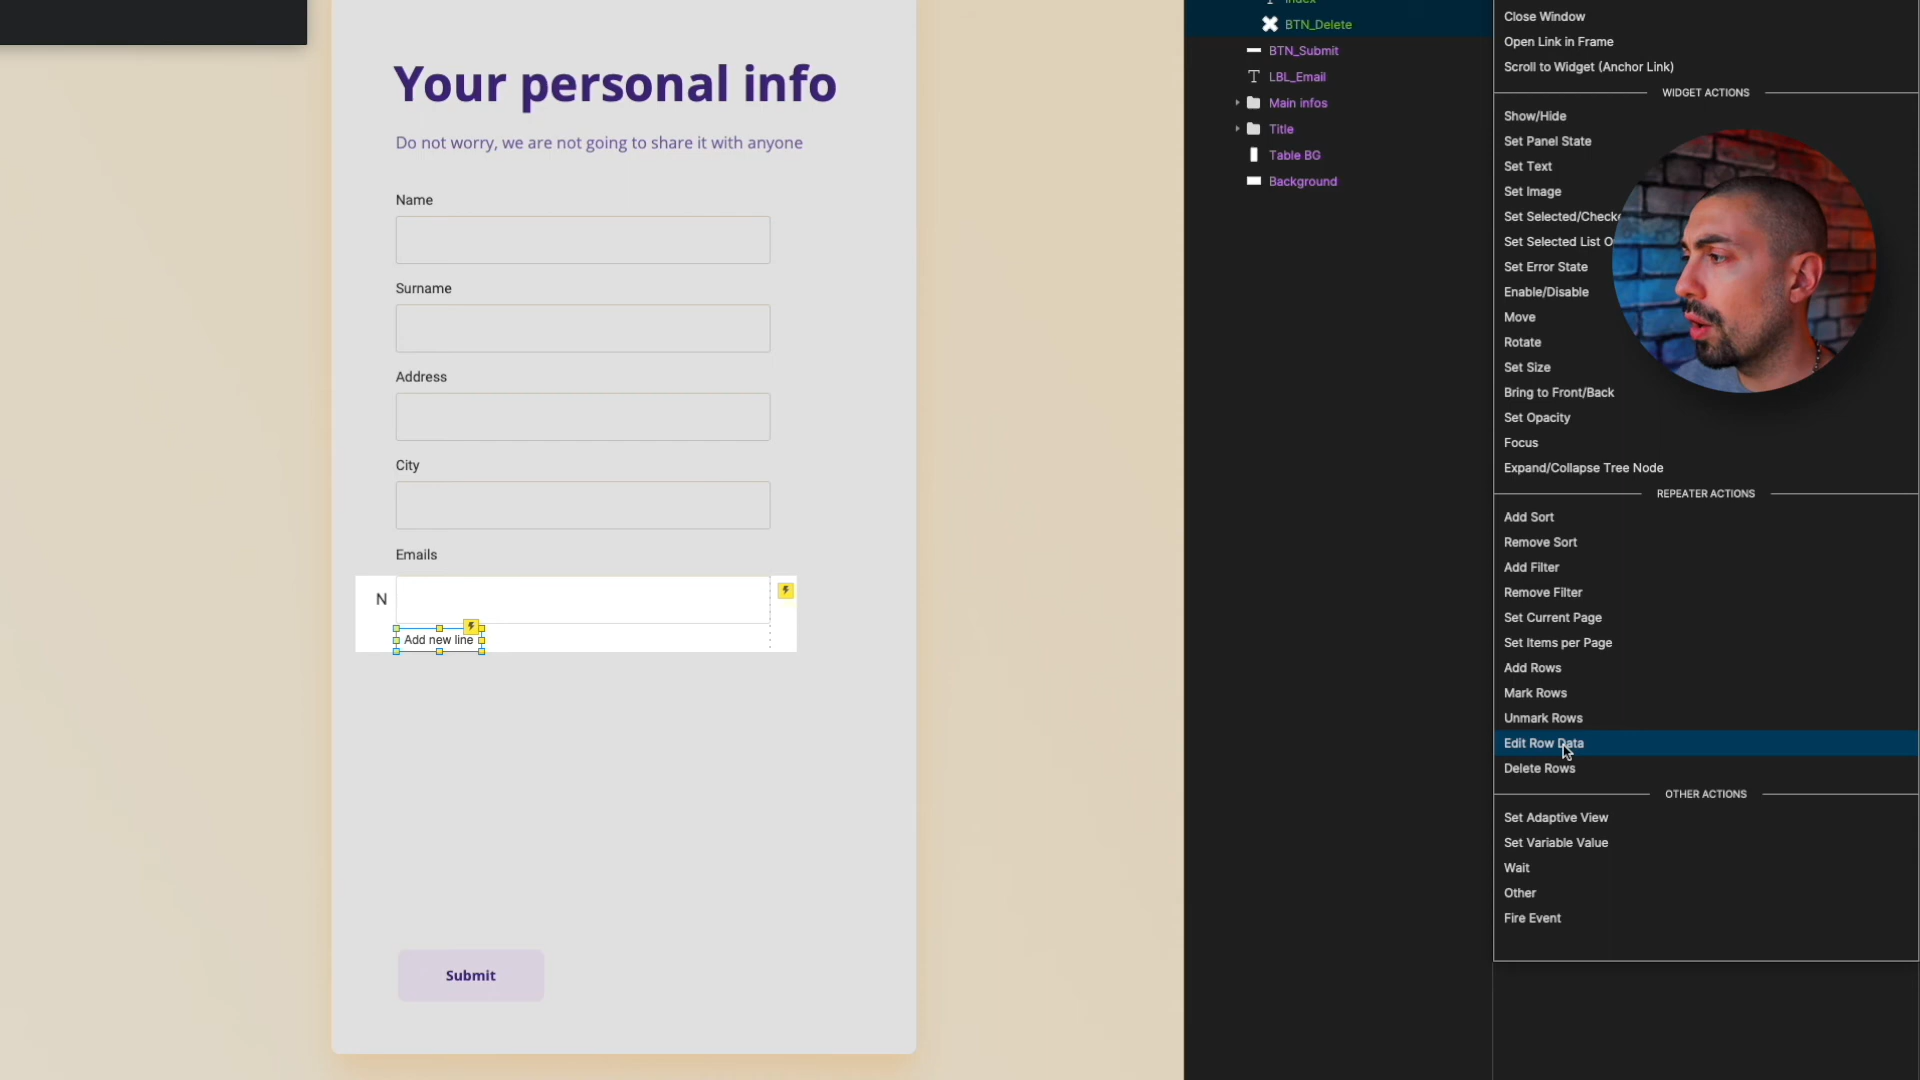 Your personal info
Do not worry, we are not going to share it with anyone
Name
Surname
Address
City
Emails
N
Add new line
Submit
BTN_Delete
BTN_Submit
LBL_Email
Main infos
Title
Table BG
Background
Close Window
Open Link in Frame
Scroll to Widget (Anchor Link)
WIDGET ACTIONS
Show/Hide
Set Panel State
Set Text
Set Image
Set Selected/Checke
Set Selected List O
Set Error State
Enable/Disable
Move
Rotate
Set Size
Bring to Front/Back
Set Opacity
Focus
Expand/Collapse Tree Node
REPEATER ACTIONS
Add Sort
Remove Sort
Add Filter
Remove Filter
Set Current Page
Set Items per Page
Add Rows
Mark Rows
Unmark Rows
Edit Row Data
Delete Rows
OTHER ACTIONS
Set Adaptive View
Set Variable Value
Wait
Other
Fire Event